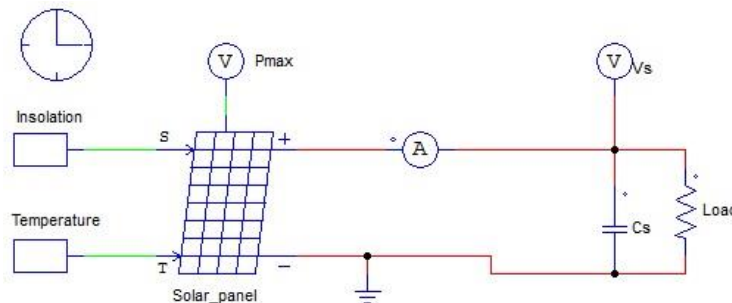 V
Pmax
V
Vs
Insolation
S
+
A
Temperature
Cs
Load
T
−
Solar_panel